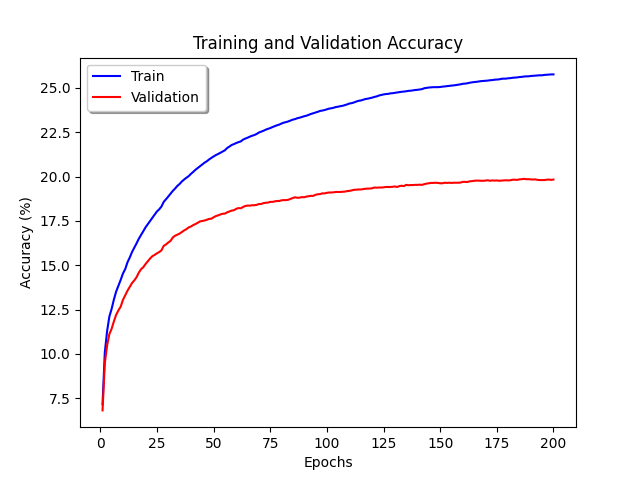 Training and Validation Accuracy
Train
Validation
Accuracy (%)
25.0
22.5
20.0
17.5
15.0
12.5
10.0
7.5
0 25 50 75 100 125 150 175 200
Epochs